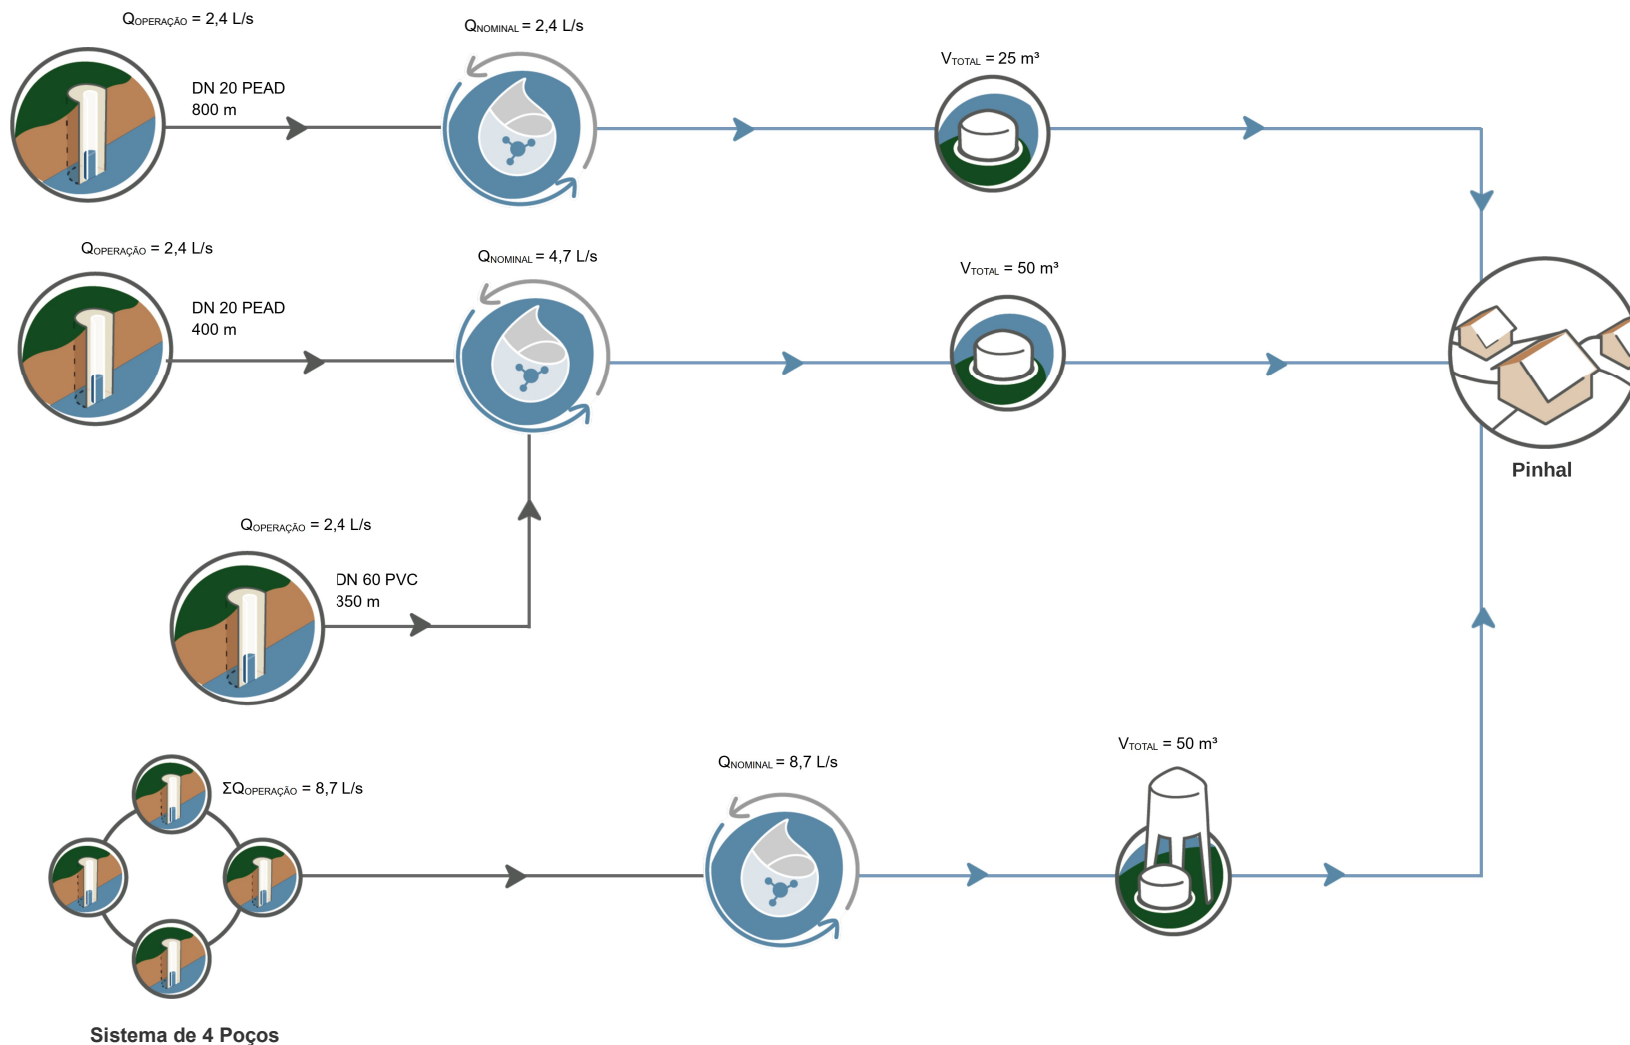 QOPERAÇÃO = 2,4 L/s
QNOMINAL = 2,4 L/s
VTOTAL = 25 m³
DN 20 PEAD
800 m
QOPERAÇÃO = 2,4 L/s
QNOMINAL = 4,7 L/s
VTOTAL = 50 m³
DN 20 PEAD
400 m
Pinhal
QOPERAÇÃO = 2,4 L/s
DN 60 PVC
350 m
VTOTAL = 50 m³
QNOMINAL = 8,7 L/s
ΣQOPERAÇÃO = 8,7 L/s
Sistema de 4 Poços